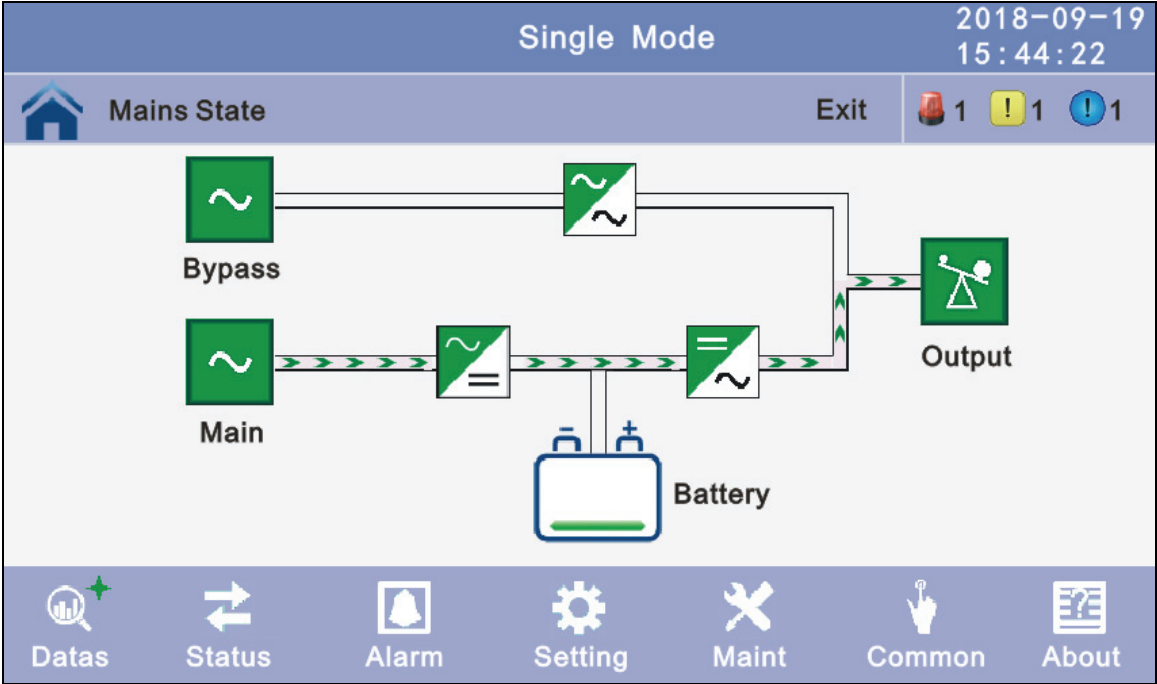 Single Mode
2018-09-19
15:44:22
Mains State
Exit
1
! 1
! 1
Bypass
Main
Output
- +
Battery
Datas
Status
Alarm
Setting
Maint
Common
? About